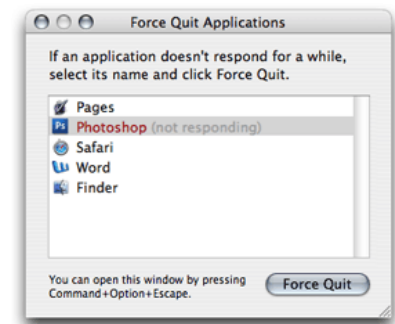 Force Quit Applications
If an application doesn't respond for a while,
select its name and click Force Quit.
Pages
Ps Photoshop (not responding)
Safari
Word
Finder
You can open this window by pressing
Command+Option+Escape.
Force Quit